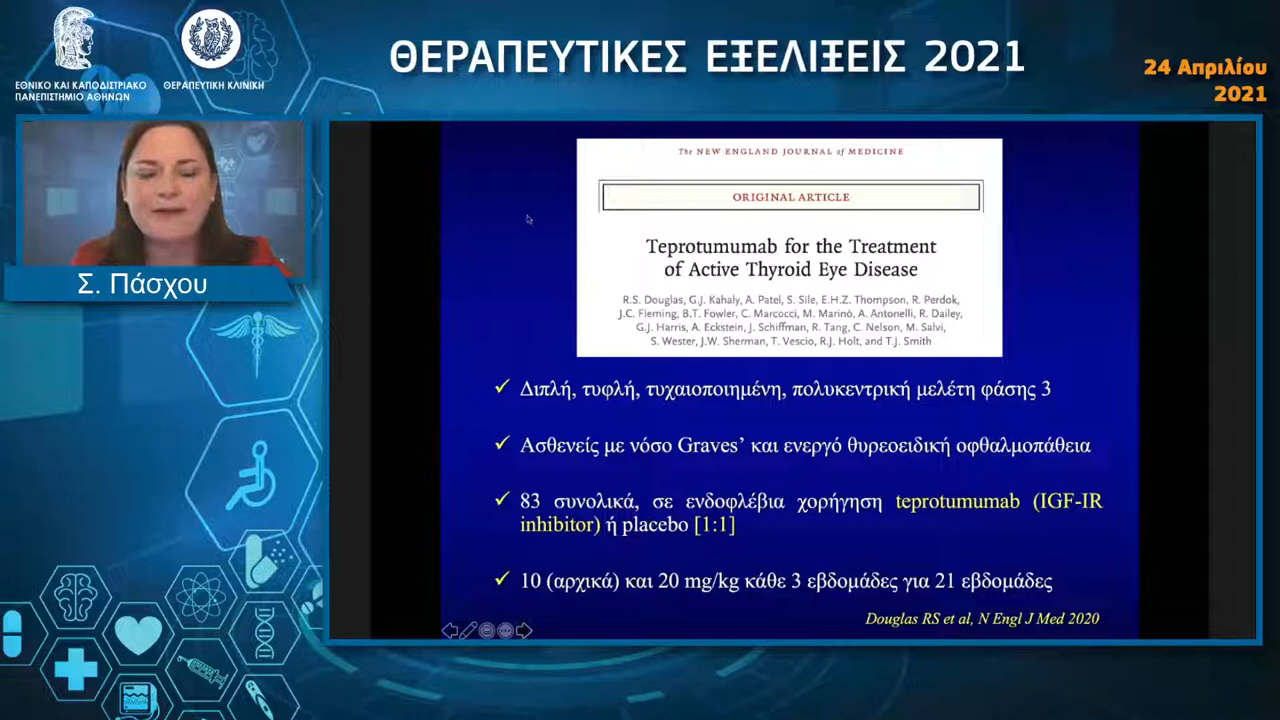 ΕΘΝΙΚΟ ΚΑΙ ΚΑΠΟΔΙΣΤΡΙΑΚΟ
ΠΑΝΕΠΙΣΤΗΜΙΟ ΑΘΗΝΩΝ
ΘΕΡΑΠΕΥΤΙΚΗ ΚΛΙΝΙΚΗ
ΘΕΡΑΠΕΥΤΙΚΕΣ ΕΞΕΛΙΞΕΙΣ 2021
24 Απριλίου
2021
Σ. Πάσχου
The NEW ENGLAND JOURNAL of MEDICINE
ORIGINAL ARTICLE
Teprotumumab for the Treatment
of Active Thyroid Eye Disease
R.S. Douglas, G.J. Kahaly, A. Patel, S. Sile, E.H.Z. Thompson, R. Perdok,
J.C. Fleming, B.T. Fowler, C. Marcocci, M. Marinò, A. Antonelli, R. Dailey,
G.J. Harris, A. Eckstein, J. Schiffman, R. Tang, C. Nelson, M. Salvi,
S. Wester, J.W. Sherman, T. Vescio, R.J. Holt, and T.J. Smith
✓ Διπλή, τυφλή, τυχαιοποιημένη, πολυκεντρική μελέτη φάσης 3
✓ Ασθενείς με νόσο Graves’ και ενεργό θυρεοειδική οφθαλμοπάθεια
✓ 83 συνολικά, σε ενδοφλέβια χορήγηση teprotumumab (IGF-IR
inhibitor) ή placebo [1:1]
✓ 10 (αρχικά) και 20 mg/kg κάθε 3 εβδομάδες για 21 εβδομάδες
Douglas RS et al, N Engl J Med 2020